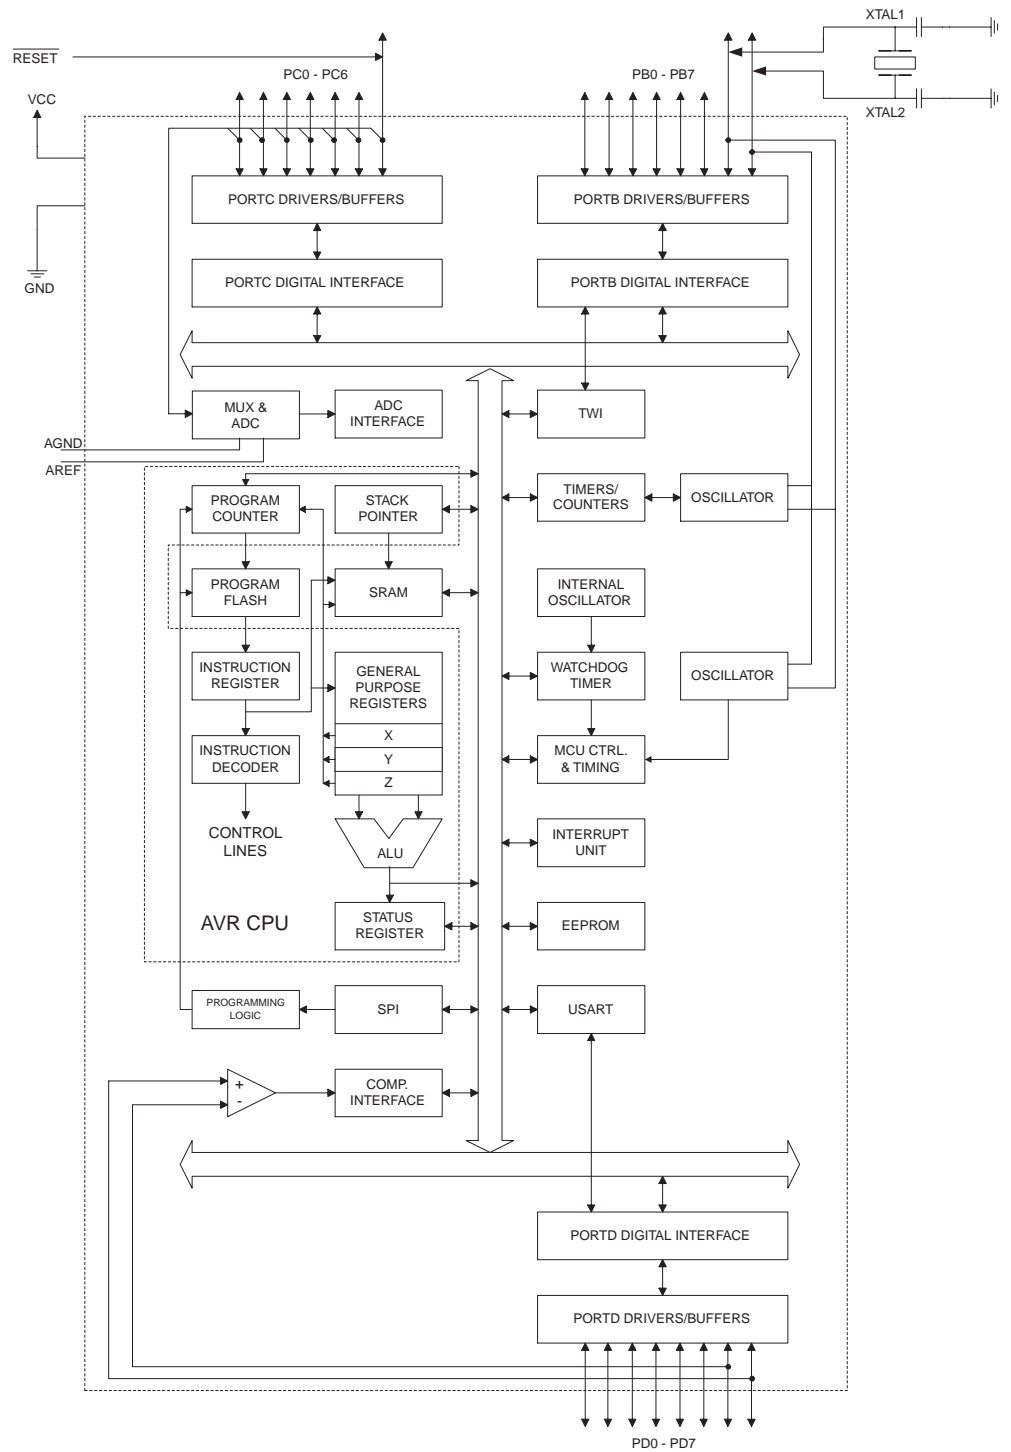 XTAL1
RESET
PC0 - PC6
PB0 - PB7
VCC
XTAL2
PORTC DRIVERS/BUFFERS
PORTB DRIVERS/BUFFERS
GND
PORTC DIGITAL INTERFACE
PORTB DIGITAL INTERFACE
MUX &
ADC
ADC
INTERFACE
TWI
AGND
AREF
PROGRAM
COUNTER
STACK
POINTER
TIMERS/
COUNTERS
OSCILLATOR
PROGRAM
FLASH
SRAM
INTERNAL
OSCILLATOR
INSTRUCTION
REGISTER
GENERAL
PURPOSE
REGISTERS
WATCHDOG
TIMER
OSCILLATOR
X
INSTRUCTION
DECODER
Y
Z
MCU CTRL.
& TIMING
CONTROL
LINES
ALU
INTERRUPT
UNIT
AVR CPU
STATUS
REGISTER
EEPROM
PROGRAMMING
LOGIC
SPI
USART
+
-
COMP.
INTERFACE
PORTD DIGITAL INTERFACE
PORTD DRIVERS/BUFFERS
PD0 - PD7